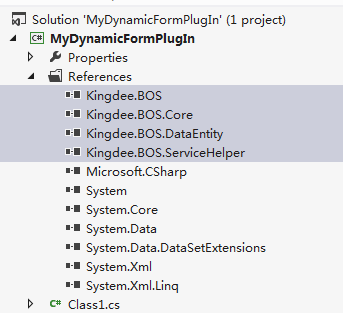 Solution 'MyDynamicFormPlugIn' (1 project)
C# MyDynamicFormPlugIn
Properties
References
Kingdee.BOS
Kingdee.BOS.Core
Kingdee.BOS.DataEntity
Kingdee.BOS.ServiceHelper
Microsoft.CSharp
System
System.Core
System.Data
System.Data.DataSetExtensions
System.Xml
System.Xml.Linq
C# Class1.cs